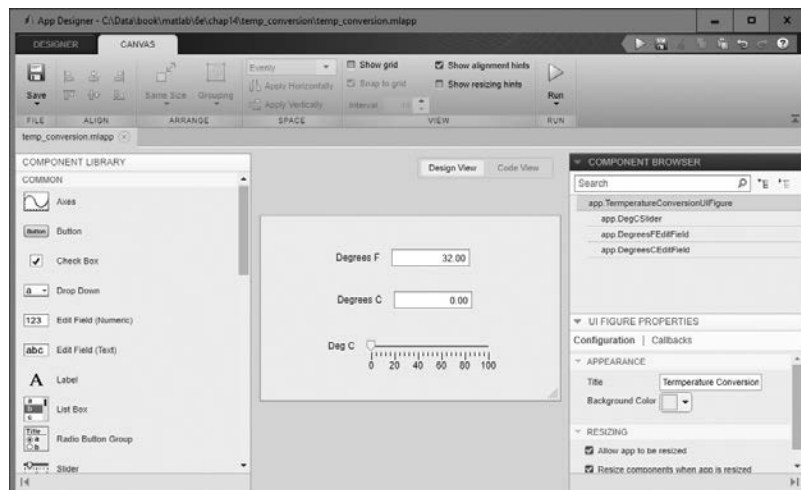 App Designer - C:\Data\book\matlab\6e\chap14\temp_conversion\temp_conversion.mlapp
DESIGNER CANVAS
Save
Same Size Grouping
Evenly
Apply Horizontally
Apply Vertically
Show grid
Snap to grid
Interval
Show alignment hints
Show resizing hints
Run
FILE ALIGN ARRANGE SPACE VIEW RUN
temp_conversion.mlapp
COMPONENT LIBRARY
COMMON
Axes
Button Button
Check Box
a Drop Down
123 Edit Field (Numeric)
abc Edit Field (Text)
A Label
a b c List Box
Title a b Radio Button Group
Slider
Design View Code View
Degrees F 32.00
Degrees C 0.00
Deg C
0 20 40 60 80 100
COMPONENT BROWSER
Search
app.TermperatureConversionUIFigure
app.DegCSlider
app.DegreesFEditField
app.DegreesCEditField
UI FIGURE PROPERTIES
Configuration | Callbacks
APPEARANCE
Title Termperature Conversion
Background Color
RESIZING
Allow app to be resized
Resize components when app is resized